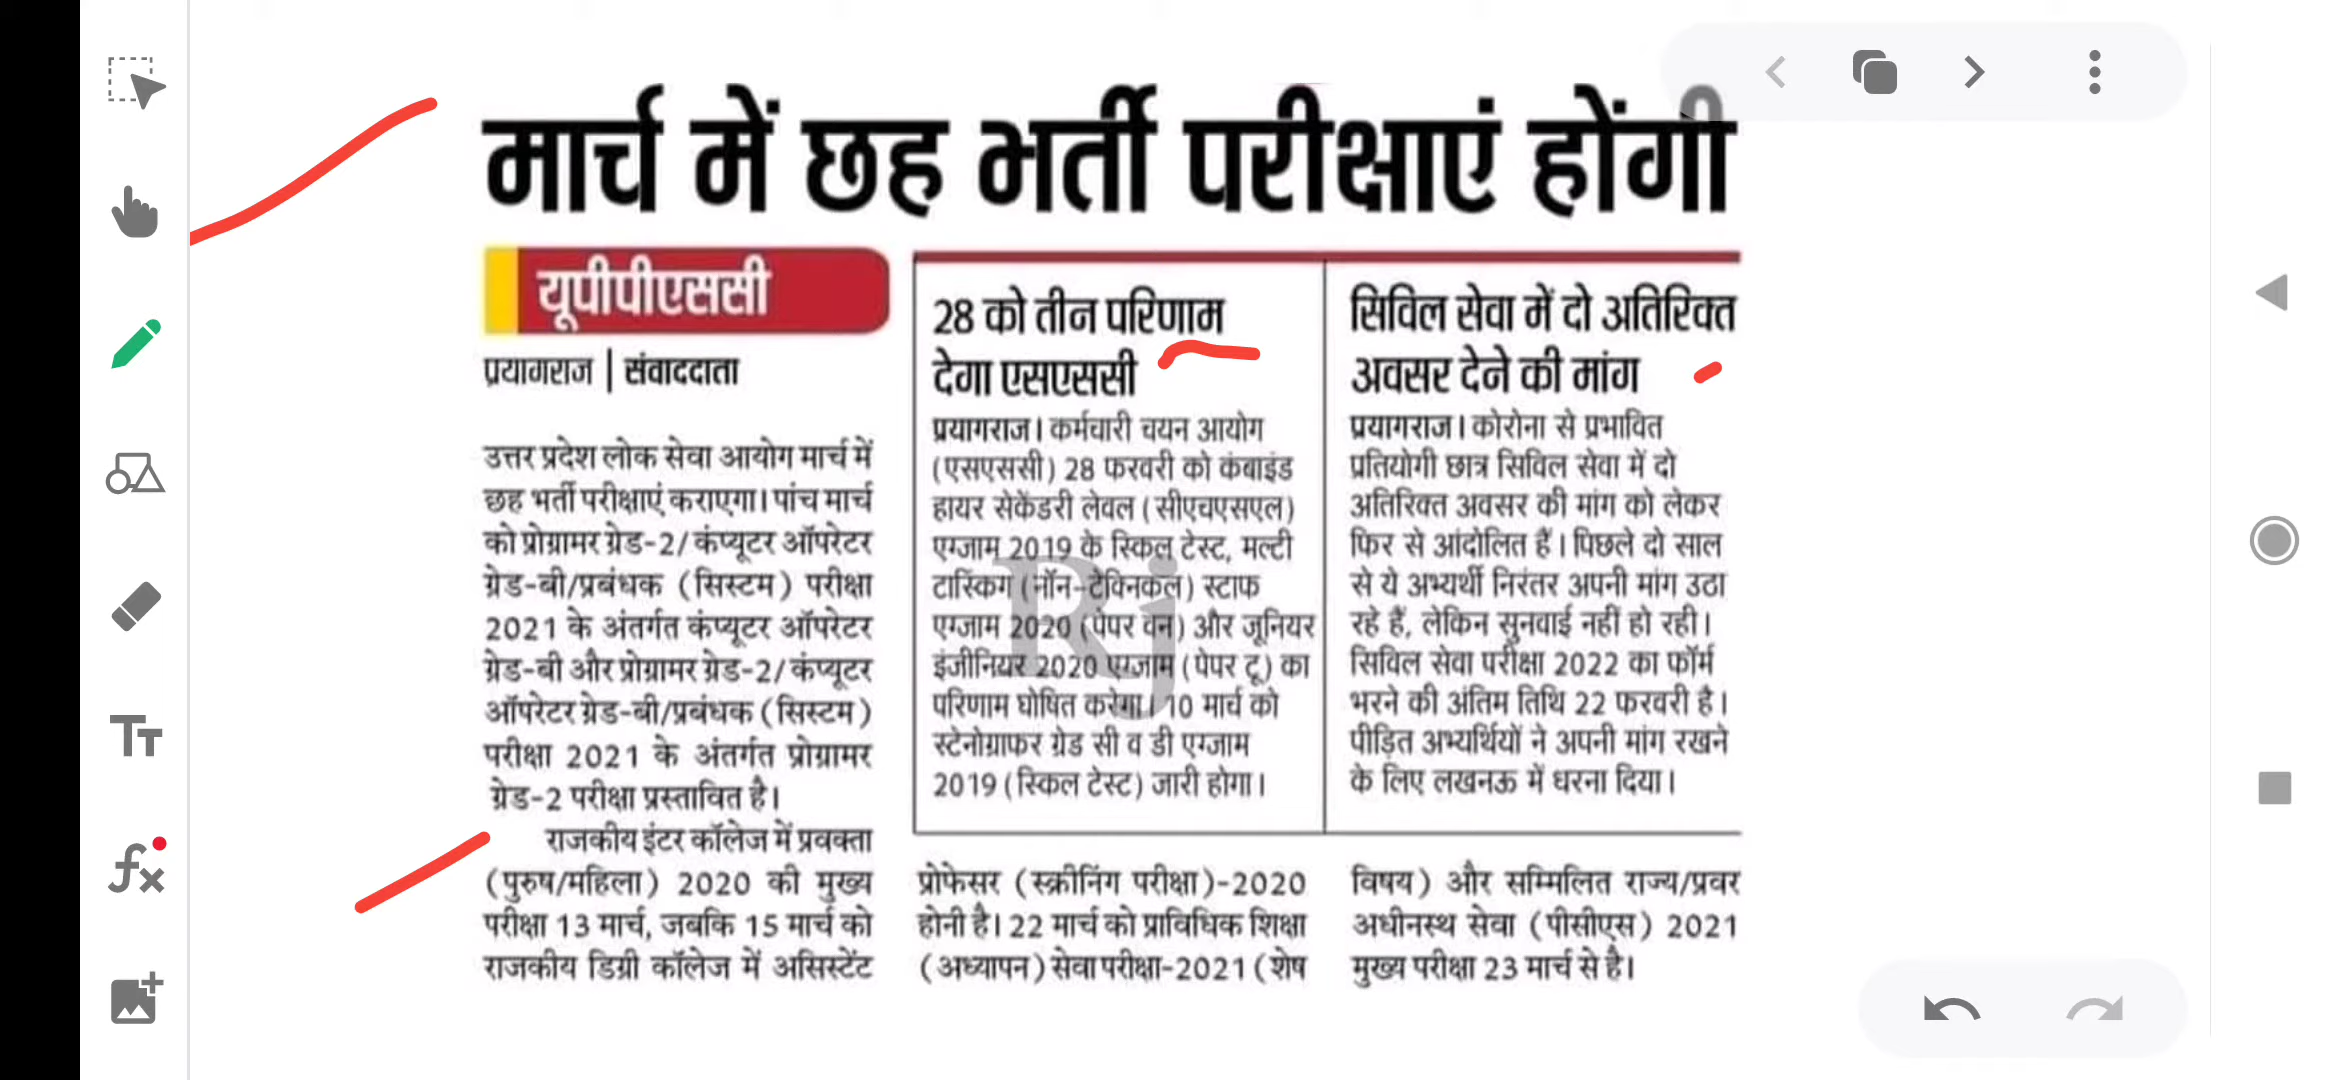 मार्च में छह भर्ती परीक्षाएं होंगी
यूपीपीएससी
प्रयागराज | संवाददाता
उत्तर प्रदेश लोक सेवा आयोग मार्च में
छह भर्ती परीक्षाएं कराएगा। पांच मार्च
को प्रोग्रामर ग्रेड-2/ कंप्यूटर ऑपरेटर
ग्रेड-बी/प्रबंधक (सिस्टम) परीक्षा
2021 के अंतर्गत कंप्यूटर ऑपरेटर
ग्रेड-बी और प्रोग्रामर ग्रेड-2/ कंप्यूटर
ऑपरेटर ग्रेड-बी/प्रबंधक (सिस्टम)
परीक्षा 2021 के अंतर्गत प्रोग्रामर
ग्रेड-2 परीक्षा प्रस्तावित है।
राजकीय इंटर कॉलेज में प्रवक्ता
(पुरुष/महिला) 2020 की मुख्य
परीक्षा 13 मार्च, जबकि 15 मार्च को
राजकीय डिग्री कॉलेज में असिस्टेंट
28 को तीन परिणाम
देगा एसएससी
प्रयागराज। कर्मचारी चयन आयोग
(एसएससी) 28 फरवरी को कंबाइंड
हायर सेकेंडरी लेवल (सीएचएसएल)
एग्जाम 2019 के स्किल टेस्ट, मल्टी
टास्किंग (नॉन-टेक्निकल) स्टाफ
एग्जाम 2020 (पेपर वन) और जूनियर
इंजीनियर 2020 एग्जाम (पेपर टू) का
परिणाम घोषित करेगा। 10 मार्च को
स्टेनोग्राफर ग्रेड सी व डी एग्जाम
2019 (स्किल टेस्ट) जारी होगा।
सिविल सेवा में दो अतिरिक्त
अवसर देने की मांग
प्रयागराज। कोरोना से प्रभावित
प्रतियोगी छात्र सिविल सेवा में दो
अतिरिक्त अवसर की मांग को लेकर
फिर से आंदोलित हैं। पिछले दो साल
से ये अभ्यर्थी निरंतर अपनी मांग उठा
रहे हैं, लेकिन सुनवाई नहीं हो रही।
सिविल सेवा परीक्षा 2022 का फॉर्म
भरने की अंतिम तिथि 22 फरवरी है।
पीड़ित अभ्यर्थियों ने अपनी मांग रखने
के लिए लखनऊ में धरना दिया।
प्रोफेसर (स्क्रीनिंग परीक्षा)-2020
होनी है। 22 मार्च को प्राविधिक शिक्षा
(अध्यापन) सेवा परीक्षा-2021 (शेष
विषय) और सम्मिलित राज्य/प्रवर
अधीनस्थ सेवा (पीसीएस) 2021
मुख्य परीक्षा 23 मार्च से है।
Rj
TT
fx